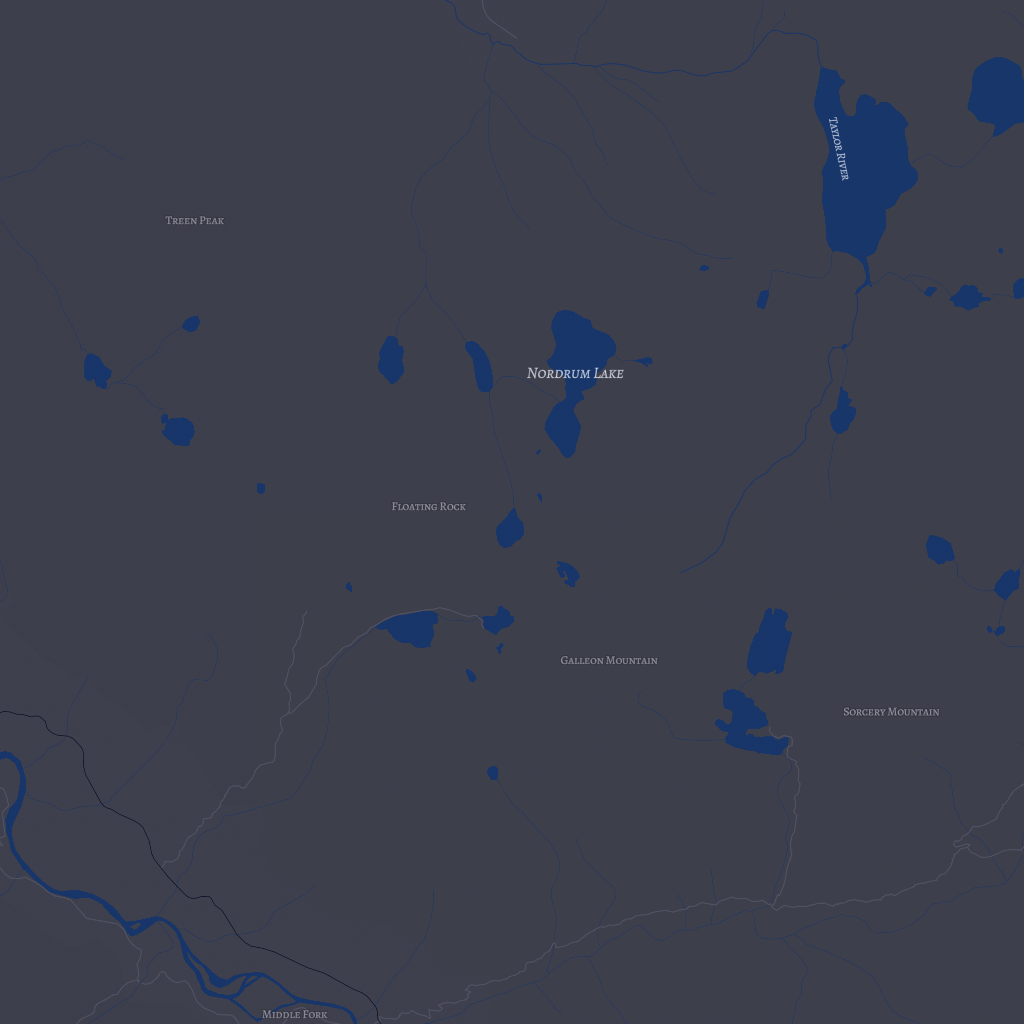 Taylor River
Treen Peak
Nordrum Lake
Floating Rock
Galleon Mountain
Sorcery Mountain
Middle Fork